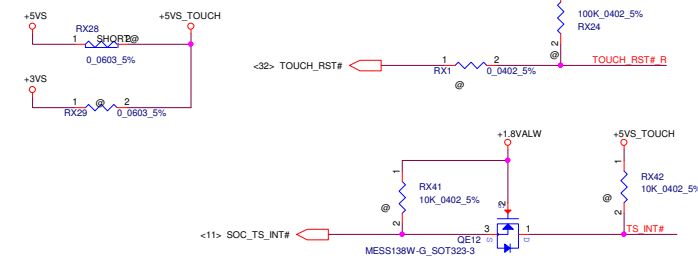 +5VS
+5VS_TOUCH
RX28
1
SHORT
2@
0_0603_5%
+3VS
1
@
2
RX29
0_0603_5%
100K_0402_5%
RX24
2
@
<32> TOUCH_RST#
1
2
RX1
0_0402_5%
@
TOUCH_RST#_R
+1.8VALW
+5VS_TOUCH
1
RX41
10K_0402_5%
@
2
1
RX42
10K_0402_5%
@
2
2
G
<11> SOC_TS_INT#
3
1
S
D
TS_INT#
QE12
MESS138W-G_SOT323-3